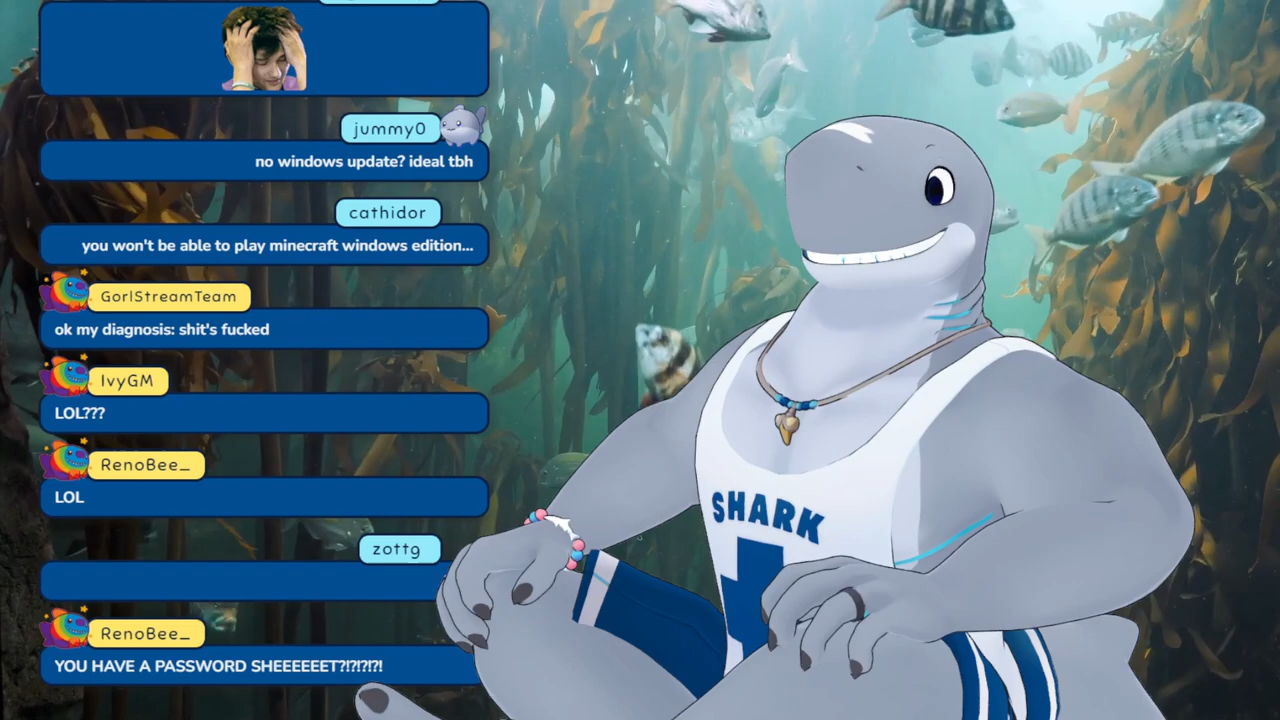 jummy0
no windows update? ideal tbh
cathidor
you won't be able to play minecraft windows edition...
GorlStreamTeam
ok my diagnosis: shit's fucked
IvyGM
LOL???
RenoBee_
LOL
zottg
RenoBee_
YOU HAVE A PASSWORD SHEEEEEET?!?!?!?!
SHARK